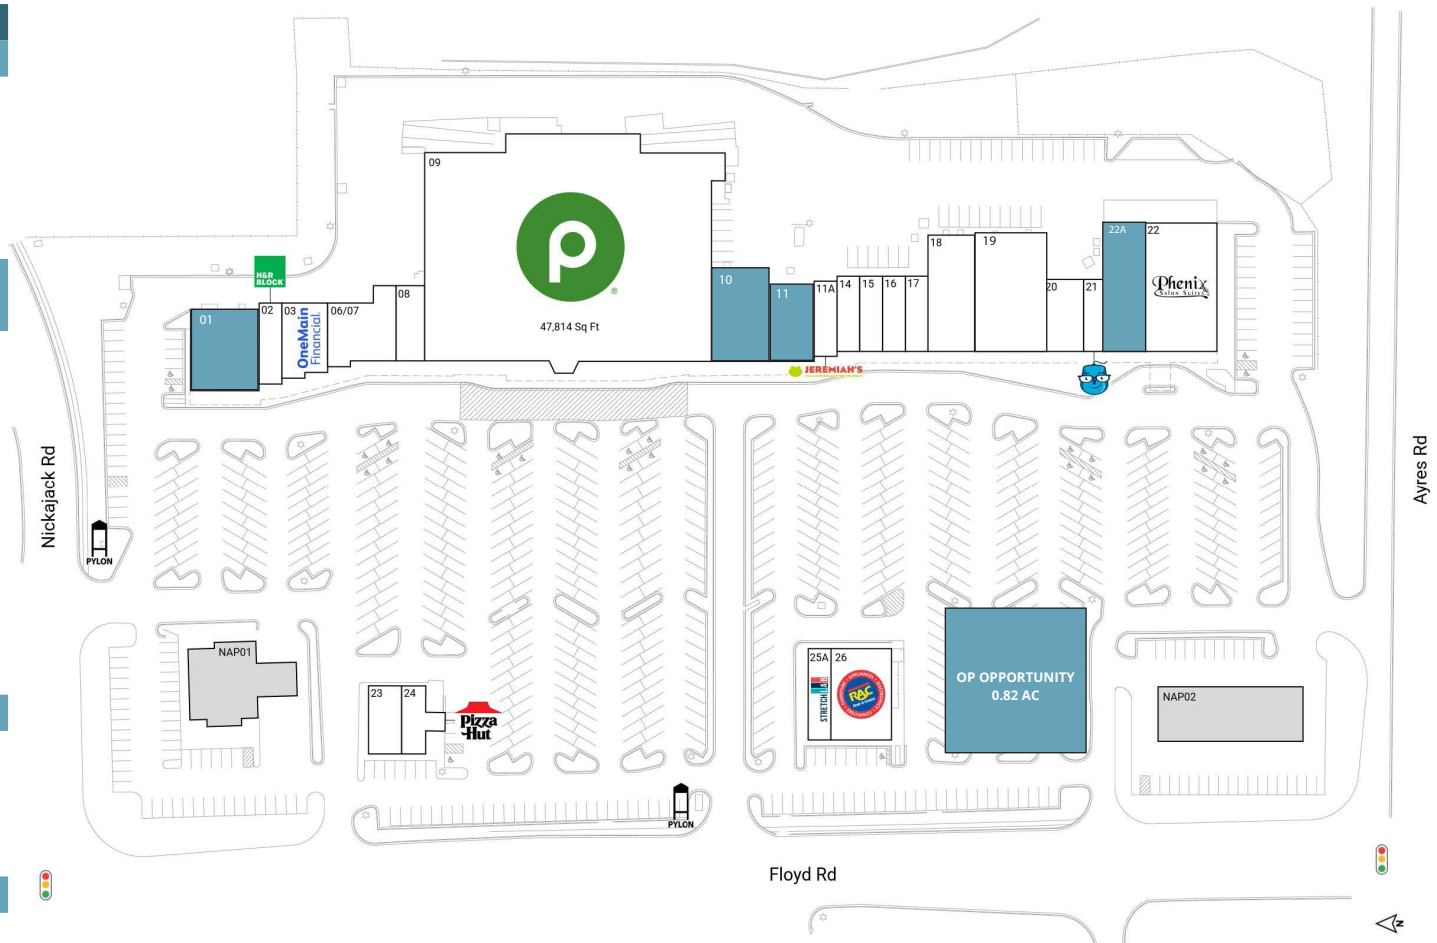 09
47,814 Sq Ft
H&R
BLOCK
01
02
03
OneMain
Financial.
06/07
08
10
11
11A
14
15
16
17
18
19
20
21
22A
22
Phenix
Salon Suites
JEREMIAH'S
Nickajack Rd
Ayres Rd
PYLON
NAP01
23
24
Pizza
Hut
25A
26
STRETCHLAB
RAC
OP OPPORTUNITY
0.82 AC
NAP02
PYLON
Floyd Rd
N